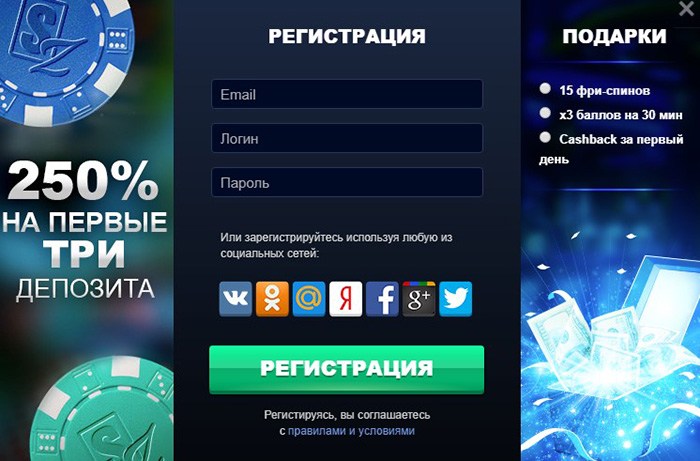 250%
НА ПЕРВЫЕ
ТРИ
ДЕПОЗИТА
РЕГИСТРАЦИЯ
Email
Логин
Пароль
Или зарегистрируйтесь используя любую из
социальных сетей:
Я
g+
РЕГИСТРАЦИЯ
Регистрируясь, вы соглашаетесь
с правилами и условиями
ПОДАРКИ
15 фри-спинов
x3 баллов на 30 мин
Cashback за первый
день